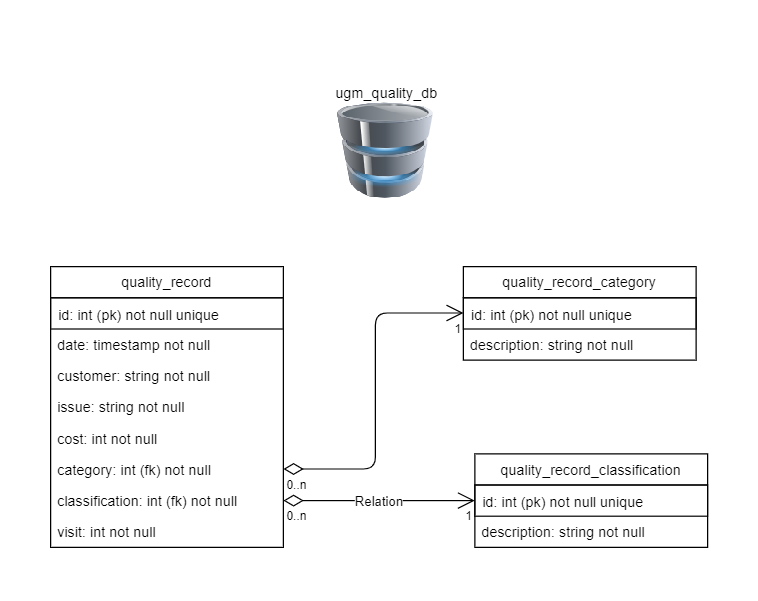 ugm_quality_db
quality_record
id: int (pk) not null unique
date: timestamp not null
customer: string not null
issue: string not null
cost: int not null
category: int (fk) not null
classification: int (fk) not null
visit: int not null
0..n
0..n
Relation
1
1
quality_record_category
id: int (pk) not null unique
description: string not null
quality_record_classification
id: int (pk) not null unique
description: string not null